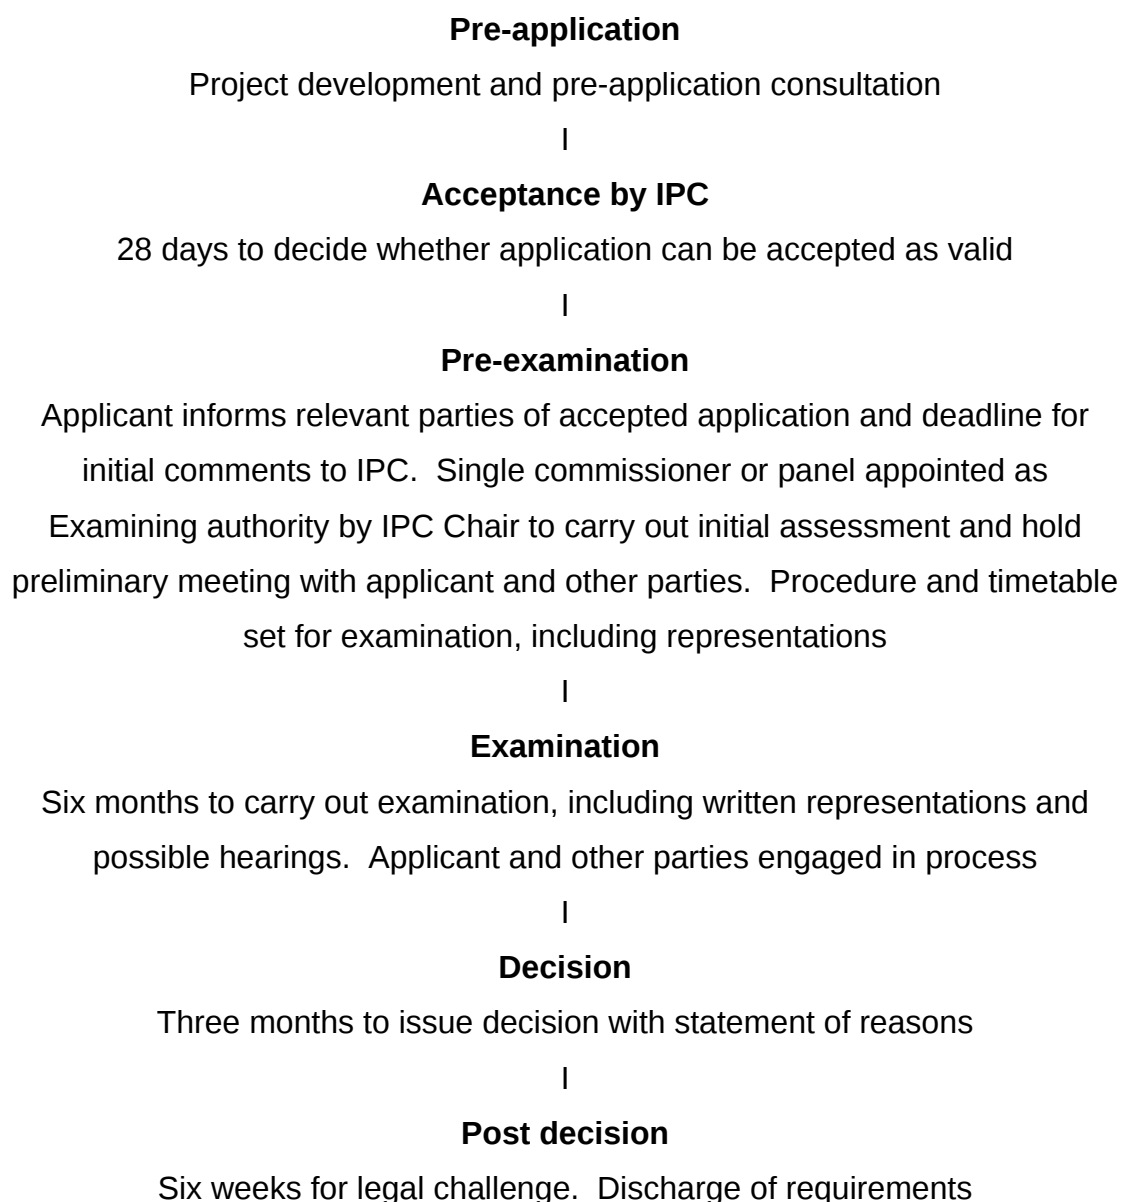 Pre-application
Project development and pre-application consultation
I
Acceptance by IPC
28 days to decide whether application can be accepted as valid
I
Pre-examination
Applicant informs relevant parties of accepted application and deadline for
initial comments to IPC.  Single commissioner or panel appointed as
Examining authority by IPC Chair to carry out initial assessment and hold
preliminary meeting with applicant and other parties.  Procedure and timetable
set for examination, including representations
I
Examination
Six months to carry out examination, including written representations and
possible hearings.  Applicant and other parties engaged in process
I
Decision
Three months to issue decision with statement of reasons
I
Post decision
Six weeks for legal challenge.  Discharge of requirements